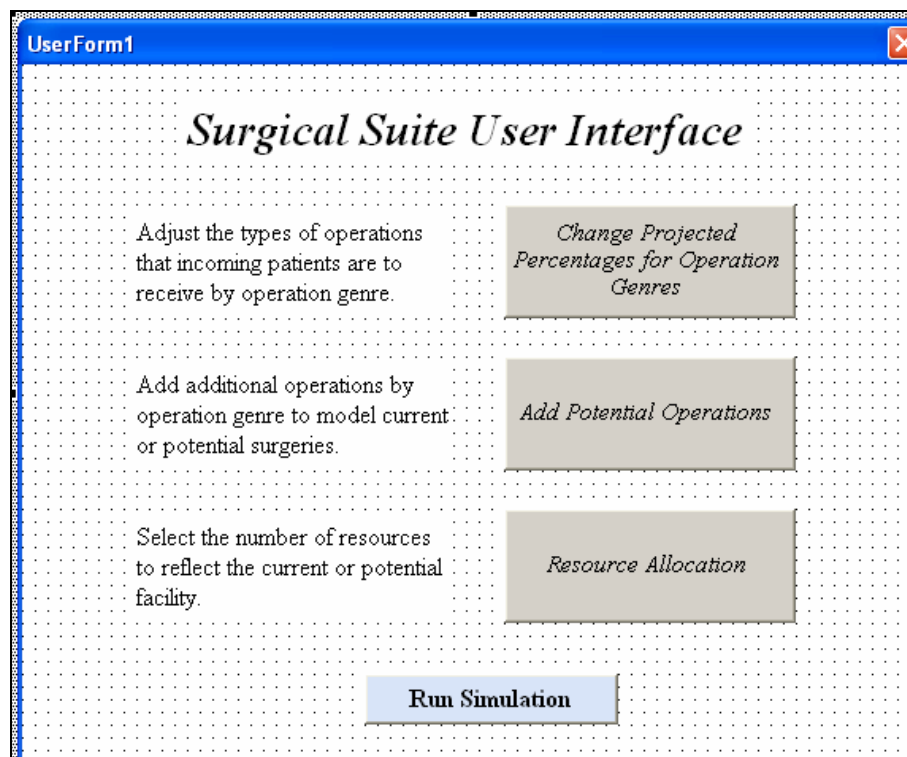 UserForm1
Surgical Suite User Interface
Adjust the types of operations
that incoming patients are to
receive by operation genre.
Change Projected
Percentages for Operation
Genres
Add additional operations by
operation genre to model current
or potential surgeries.
Add Potential Operations
Select the number of resources
to reflect the current or potential
facility.
Resource Allocation
Run Simulation